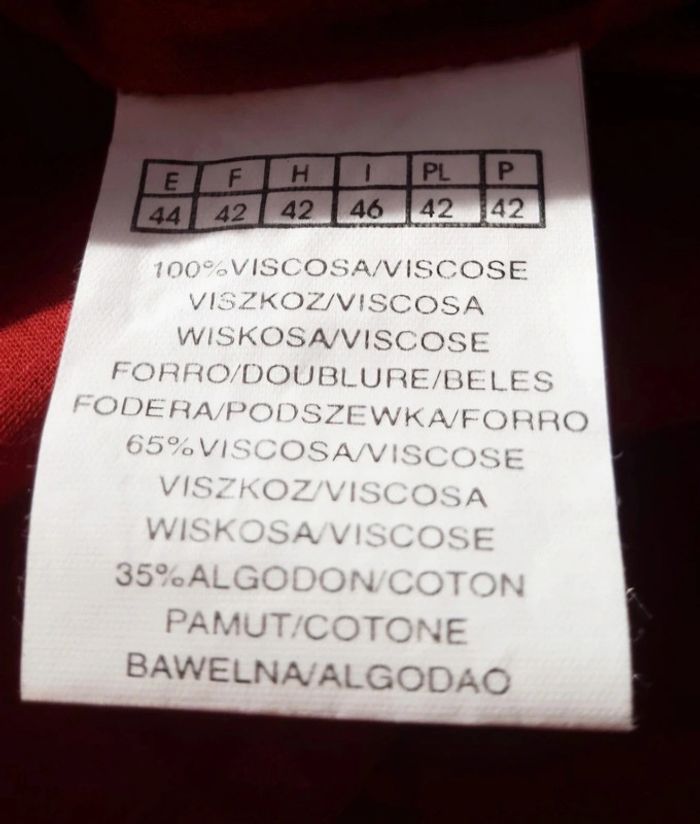 E F H I PL P
44 42 42 46 42 42
100%VISCOSA/VISCOSE
VISZKOZ/VISCOSA
WISKOSA/VISCOSE
FORRO/DOUBLURE/BELES
FODERA/PODSZEWKA/FORRO
65%VISCOSA/VISCOSE
VISZKOZ/VISCOSA
WISKOSA/VISCOSE
35%ALGODON/COTON
PAMUT/COTONE
BAWELNA/ALGODAO